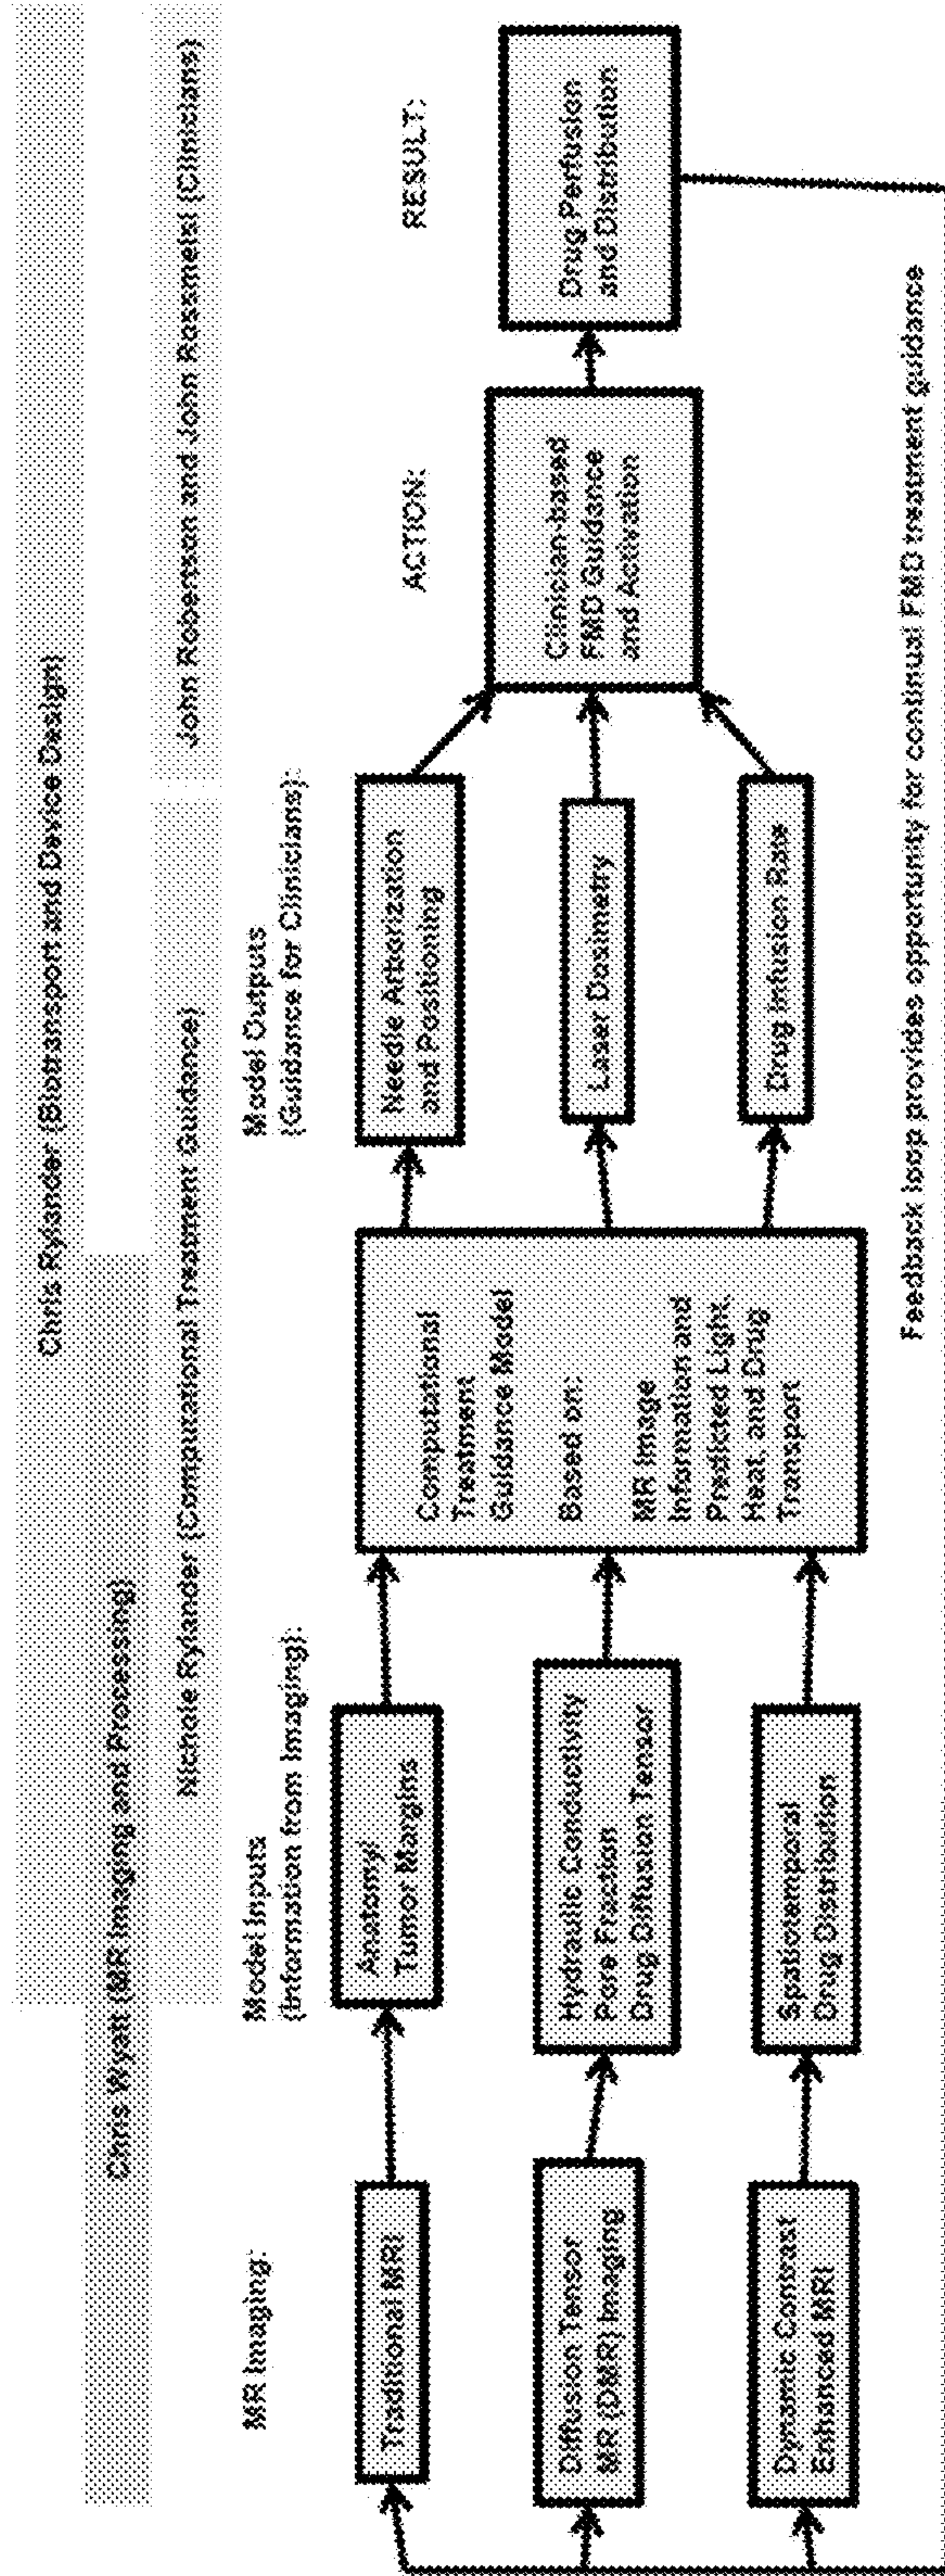 Chris Rylander (Biotransport and Device Design)
Chris Wyatt (MR Imaging and Processing)
Nichole Rylander (Computational Treatment Guidance)
John Robertson and John Rossmeisl (Clinicians)
MR Imaging:
Model Inputs
(Information from Imaging):
Model Outputs
(Guidance for Clinicians):
ACTION:
RESULT:
Traditional MRI
Diffusion Tensor
MR (DMR) Imaging
Dynamic Contrast
Enhanced MRI
Anatomy/
Tumor Margins
Hydraulic Conductivity
Pore Fraction
Drug Diffusion Tensor
Spatiotemporal
Drug Distribution
Computational
Treatment
Guidance Model
Based on:
MR Image
Information and
Predicted Light,
Heat, and Drug
Transport
Needle Arborization
and Positioning
Laser Dosimetry
Drug Infusion Rate
Clinician-based
FMD Guidance
and Activation
Drug Perfusion
and Distribution
Feedback loop provides opportunity for continual FMD treatment guidance